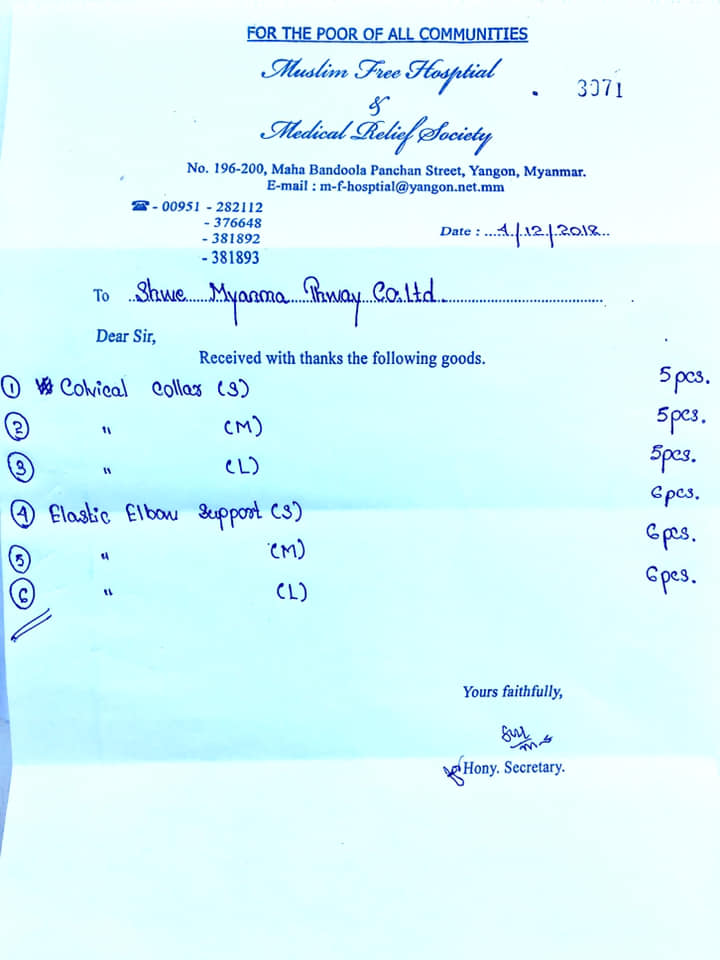 FOR THE POOR OF ALL COMMUNITIES
Muslim Free Hosptial
&
Medical Relief Society
3071
No. 196-200, Maha Bandoola Panchan Street, Yangon, Myanmar.
E-mail : m-f-hosptial@yangon.net.mm
☎ - 00951 - 282112
- 376648
- 381892
- 381893
Date : 4/12/2018
To Shwe Myanma Thway Co.Ltd.
Dear Sir,
Received with thanks the following goods.
① Colvical Collar (S) 5pcs.
② " (M) 5pcs.
③ " (L) 5pcs.
④ Elastic Elbow Support (S) 6pcs.
⑤ " (M) 6pcs.
⑥ " (L) 6pcs.
Yours faithfully,
Hony. Secretary.